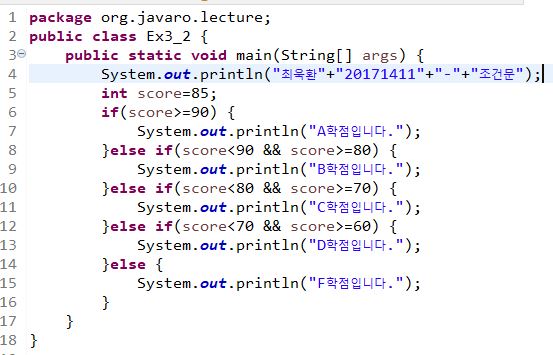 1 package org.javaro.lecture;
2 public class Ex3_2 {
3 public static void main(String[] args) {
4 System.out.println("최욱환"+"20171411"+"-"+"조건문");
5 int score=85;
6 if(score>=90) {
7 System.out.println("A학점입니다.");
8 }else if(score<90 && score>=80) {
9 System.out.println("B학점입니다.");
10 }else if(score<80 && score>=70) {
11 System.out.println("C학점입니다.");
12 }else if(score<70 && score>=60) {
13 System.out.println("D학점입니다.");
14 }else {
15 System.out.println("F학점입니다.");
16 }
17 }
18 }